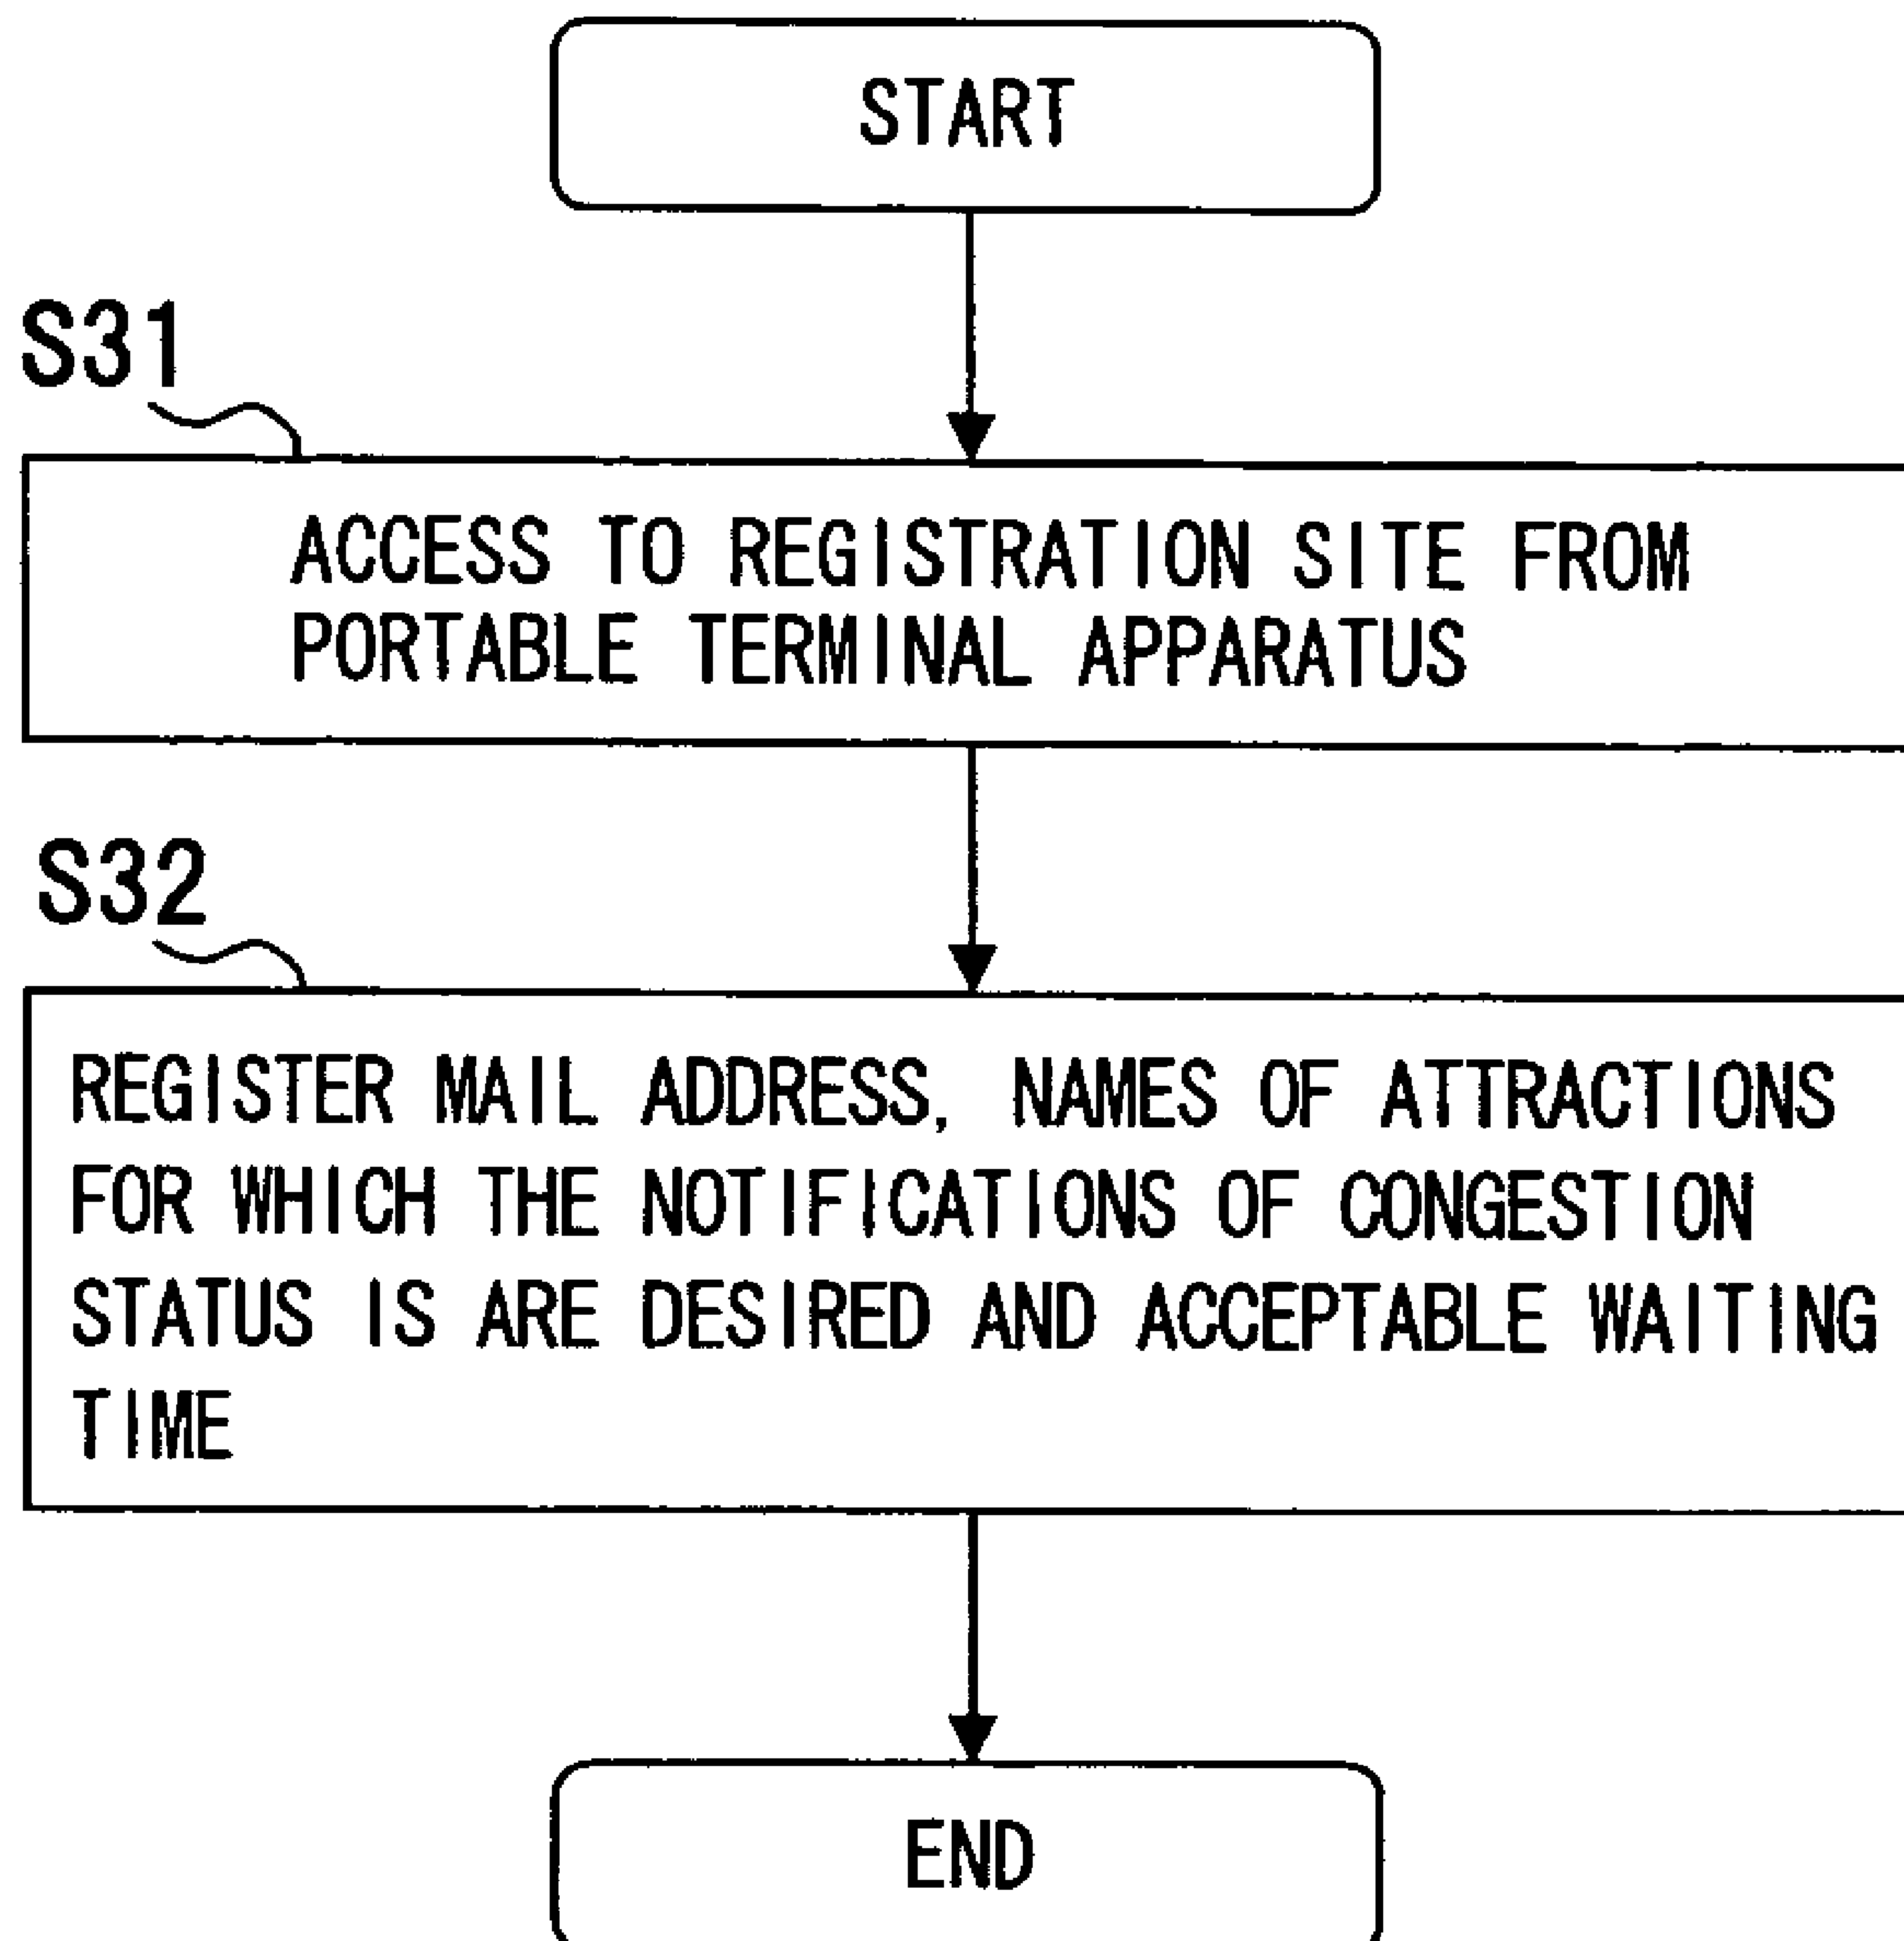 START
S31
ACCESS TO REGISTRATION SITE FROM
PORTABLE TERMINAL APPARATUS
S32
REGISTER MAIL ADDRESS, NAMES OF ATTRACTIONS
FOR WHICH THE NOTIFICATIONS OF CONGESTION
STATUS IS ARE DESIRED AND ACCEPTABLE WAITING
TIME
END